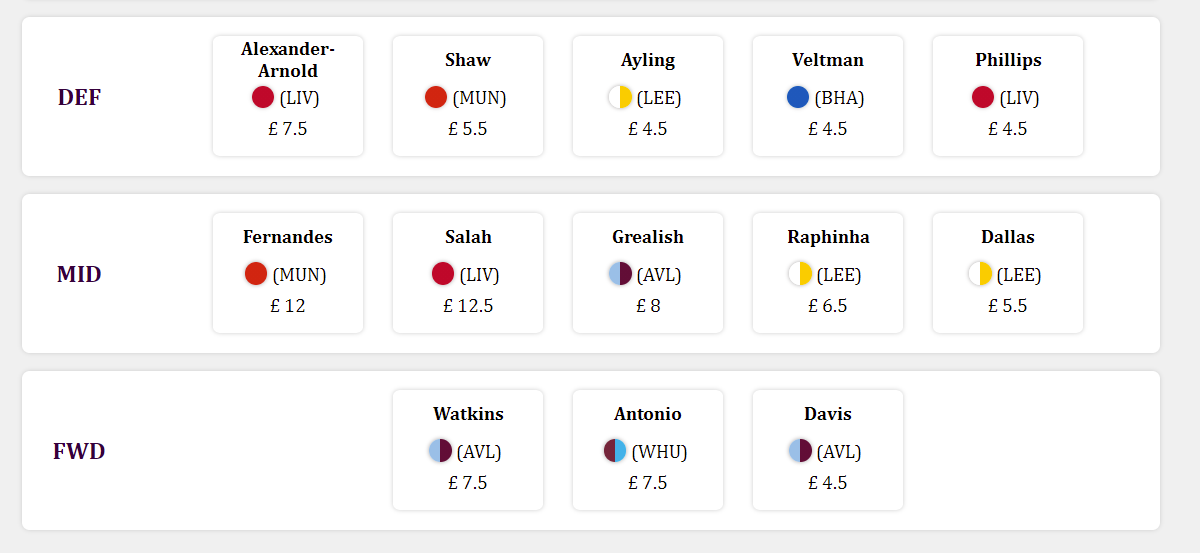 DEF
Alexander-
Arnold
(LIV)
£ 7.5
Shaw
(MUN)
£ 5.5
Ayling
(LEE)
£ 4.5
Veltman
(BHA)
£ 4.5
Phillips
(LIV)
£ 4.5
MID
Fernandes
(MUN)
£ 12
Salah
(LIV)
£ 12.5
Grealish
(AVL)
£ 8
Raphinha
(LEE)
£ 6.5
Dallas
(LEE)
£ 5.5
FWD
Watkins
(AVL)
£ 7.5
Antonio
(WHU)
£ 7.5
Davis
(AVL)
£ 4.5